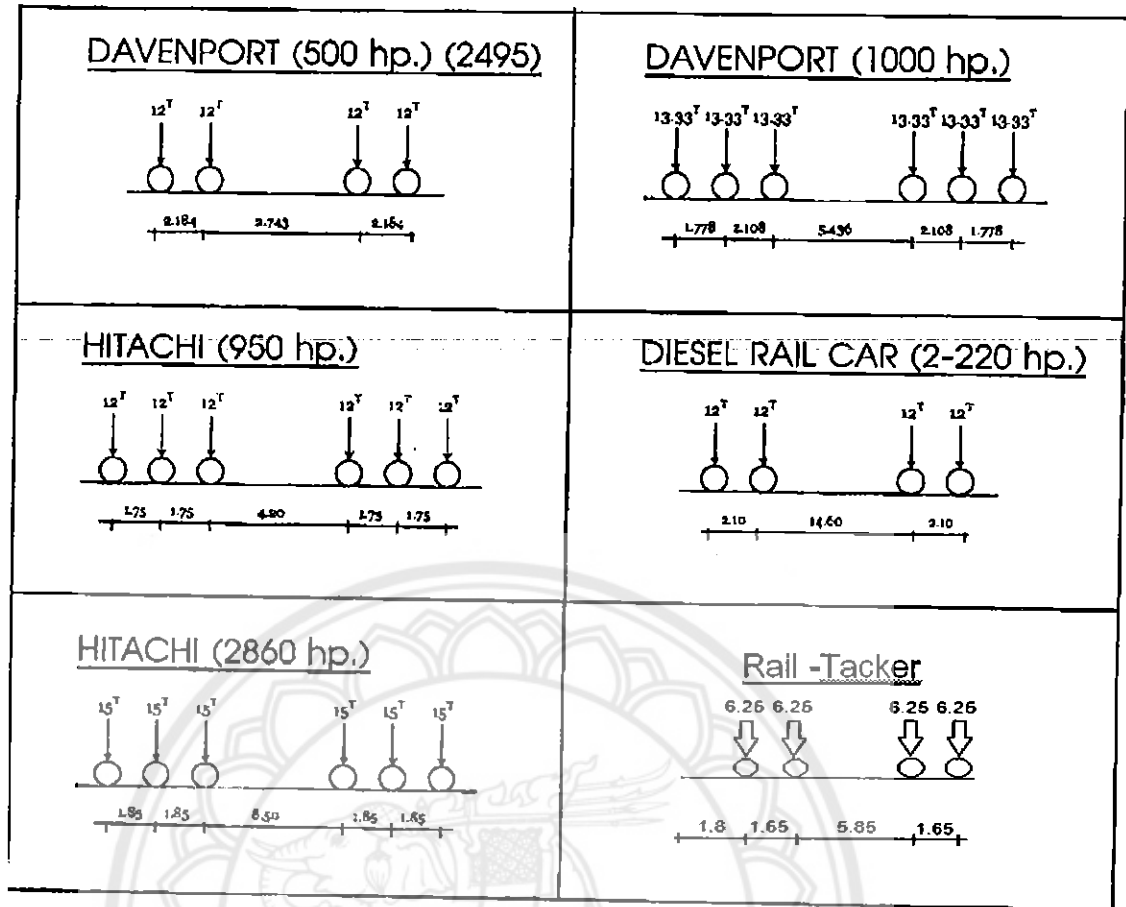 DAVENPORT (500 hp.) (2495)
12T 12T 12T 12T
2.184 2.743 2.184
DAVENPORT (1000 hp.)
13.33T 13.33T 13.33T 13.33T 13.33T 13.33T
1.778 2.108 5.436 2.108 1.778
HITACHI (950 hp.)
12T 12T 12T 12T 12T 12T
1.75 1.75 4.20 1.75 1.75
DIESEL RAIL CAR (2-220 hp.)
12T 12T 12T 12T
2.10 14.60 2.10
HITACHI (2860 hp.)
15T 15T 15T 15T 15T 15T
1.85 1.85 1.85 1.85
Rail -Tacker
6.25 6.25 6.25 6.25
1.8 1.65 5.85 1.65